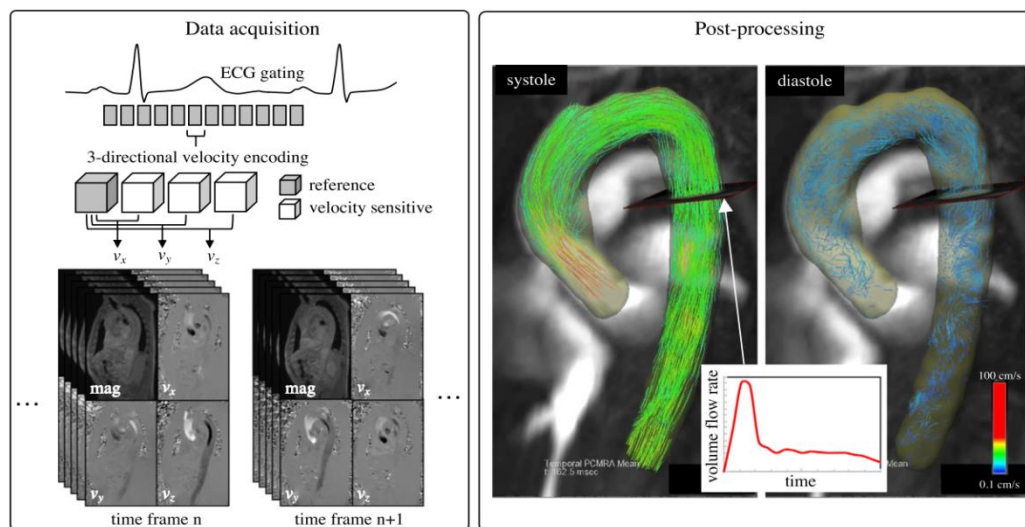 Data acquisition
ECG gating
3-directional velocity encoding
reference
velocity sensitive
v_x
v_y
v_z
mag
v_x
v_y
v_z
mag
v_x
v_y
v_z
...
...
time frame n
time frame n+1
Post-processing
systole
diastole
volume flow rate
time
Temporal PCMRA Mean
Mean
100 cm/s
0.1 cm/s